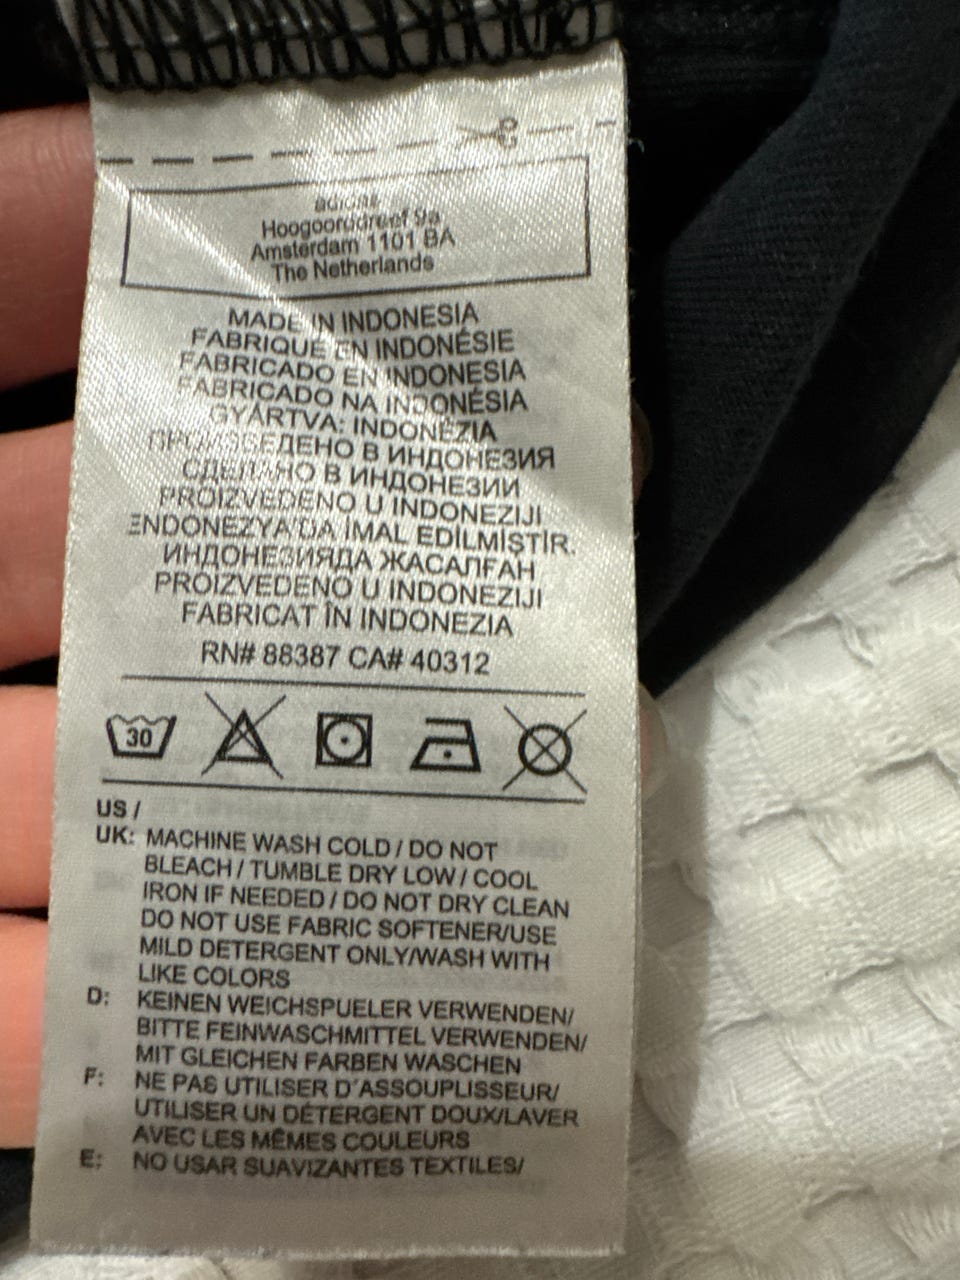 adidas
Hoogoorddreef 9a
Amsterdam 1101 BA
The Netherlands
MADE IN INDONESIA
FABRIQUÉ EN INDONÉSIE
FABRICADO EN INDONESIA
FABRICADO NA INDONÉSIA
GYÁRTVA: INDONÉZIA
ПРОИЗВЕДЕНО В ИНДОНЕЗИЯ
СДЕЛАНО В ИНДОНЕЗИИ
PROIZVEDENO U INDONEZIJI
ENDONEZYA'DA İMAL EDİLMİŞTİR.
ИНДОНЕЗИЯДА ЖАСАЛҒАН
PROIZVEDENO U INDONEZIJI
FABRICAT ÎN INDONEZIA
RN# 88387 CA# 40312
30
US /
UK: MACHINE WASH COLD / DO NOT
BLEACH / TUMBLE DRY LOW / COOL
IRON IF NEEDED / DO NOT DRY CLEAN
DO NOT USE FABRIC SOFTENER/USE
MILD DETERGENT ONLY/WASH WITH
LIKE COLORS
D: KEINEN WEICHSPUELER VERWENDEN/
BITTE FEINWASCHMITTEL VERWENDEN/
MIT GLEICHEN FARBEN WASCHEN
F: NE PAS UTILISER D'ASSOUPLISSEUR/
UTILISER UN DÉTERGENT DOUX/LAVER
AVEC LES MÊMES COULEURS
E: NO USAR SUAVIZANTES TEXTILES/